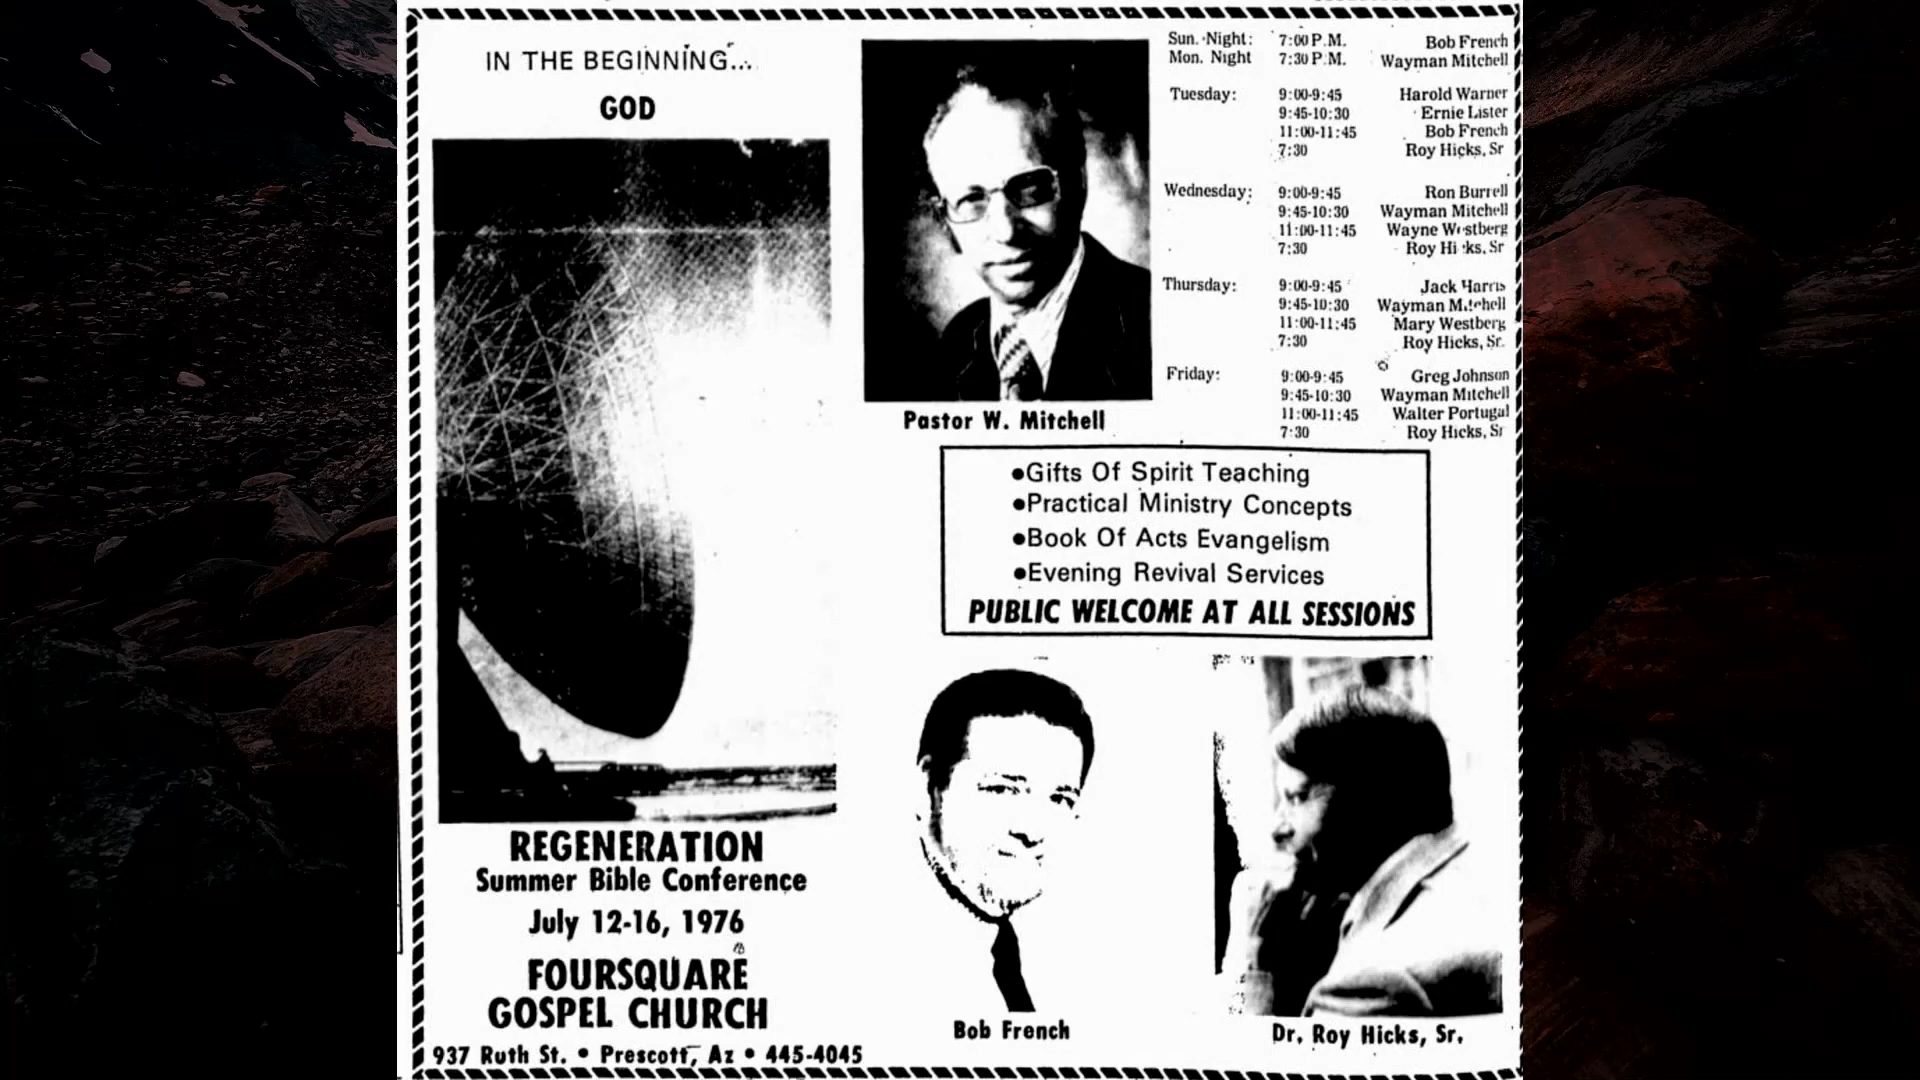 IN THE BEGINNING...
GOD
REGENERATION
Summer Bible Conference
July 12-16, 1976
FOURSQUARE
GOSPEL CHURCH
937 Ruth St. • Prescott, Az • 445-4045
Pastor W. Mitchell
Sun. Night: 7:00 P.M. Bob French
Mon. Night 7:30 P.M. Wayman Mitchell
Tuesday: 9:00-9:45 Harold Warner
9:45-10:30 Ernie Lister
11:00-11:45 Bob French
7:30 Roy Hicks, Sr
Wednesday: 9:00-9:45 Ron Burrell
9:45-10:30 Wayman Mitchell
11:00-11:45 Wayne Westberg
7:30 Roy Hicks, Sr
Thursday: 9:00-9:45 Jack Harris
9:45-10:30 Wayman Mitchell
11:00-11:45 Mary Westberg
7:30 Roy Hicks, Sr.
Friday: 9:00-9:45 Greg Johnson
9:45-10:30 Wayman Mitchell
11:00-11:45 Walter Portugal
7:30 Roy Hicks, Sr
•Gifts Of Spirit Teaching
•Practical Ministry Concepts
•Book Of Acts Evangelism
•Evening Revival Services
PUBLIC WELCOME AT ALL SESSIONS
Bob French
Dr. Roy Hicks, Sr.